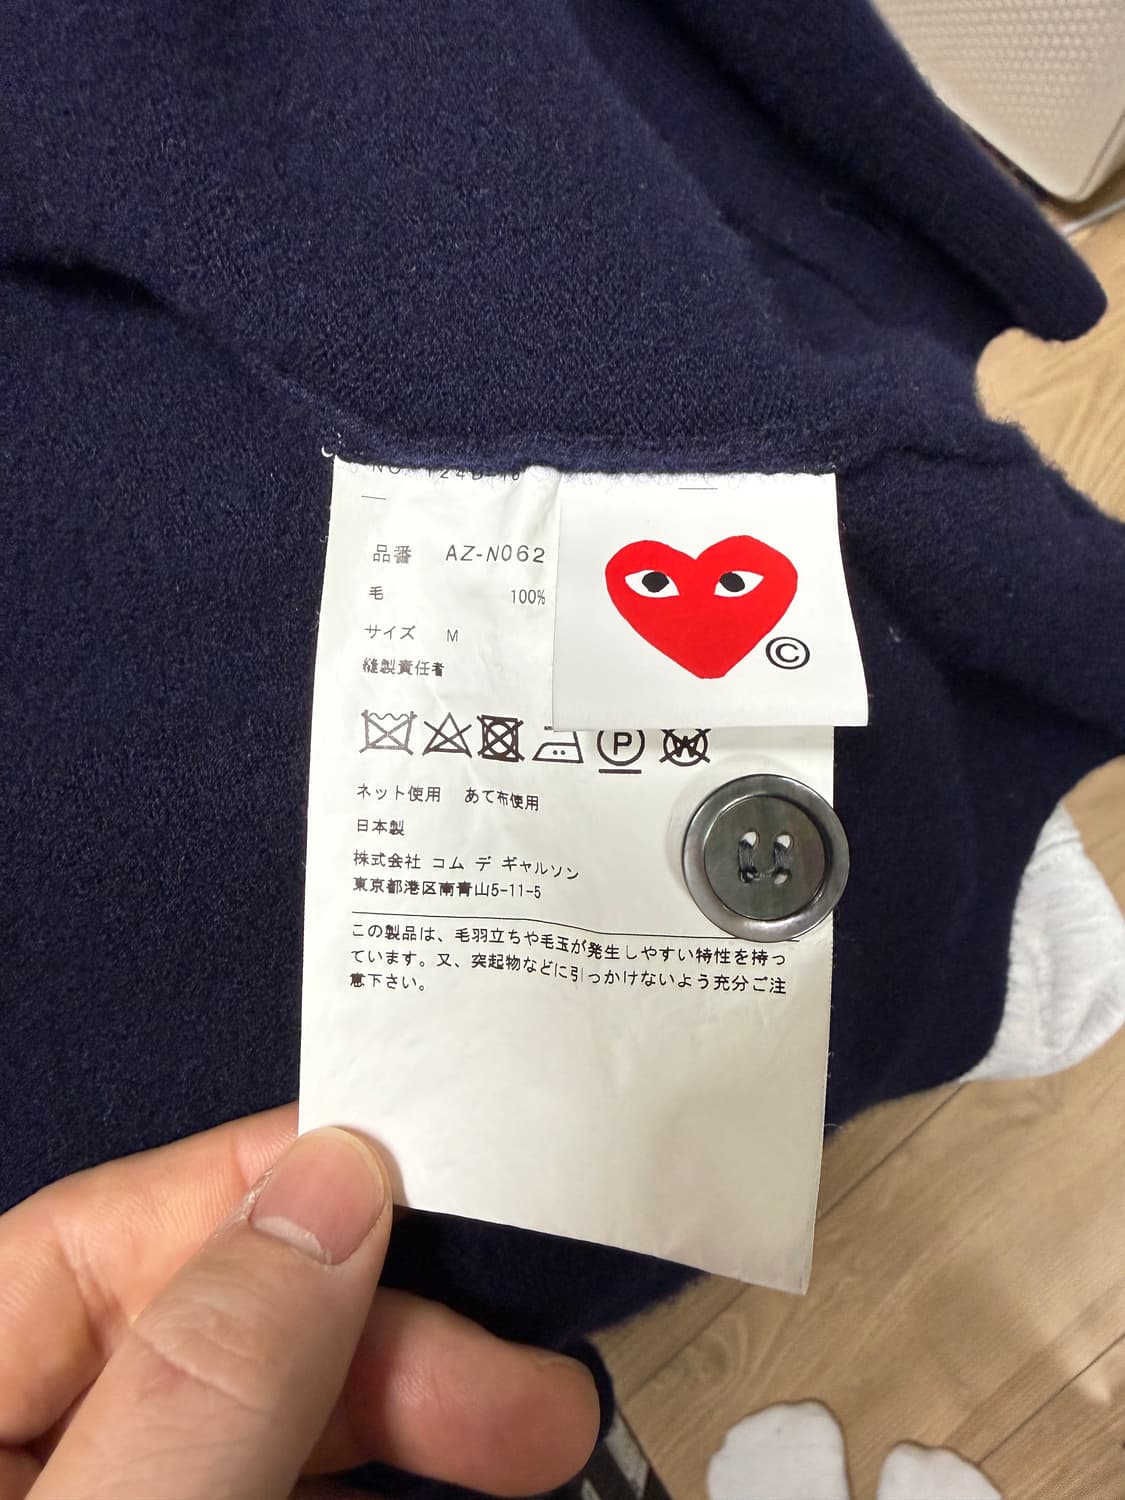 品番 AZ-N062
毛 100%
サイズ M
縫製責任者
P
W
ネット使用 あて布使用
日本製
株式会社 コム デ ギャルソン
東京都港区南青山5-11-5
この製品は、毛羽立ちや毛玉が発生しやすい特性を持っ
ています。又、突起物などに引っかけないよう充分ご注
意下さい。
©